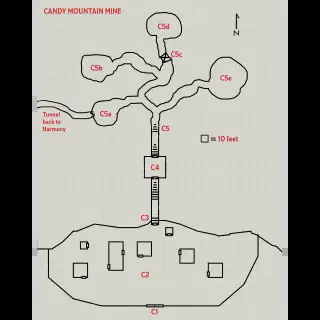 CANDY MOUNTAIN MINE
C5d
N
C5c
C5b
C5e
C5a
Tunnel
back to
Harmony
C5
= 10 feet
C4
C3
C2
C1